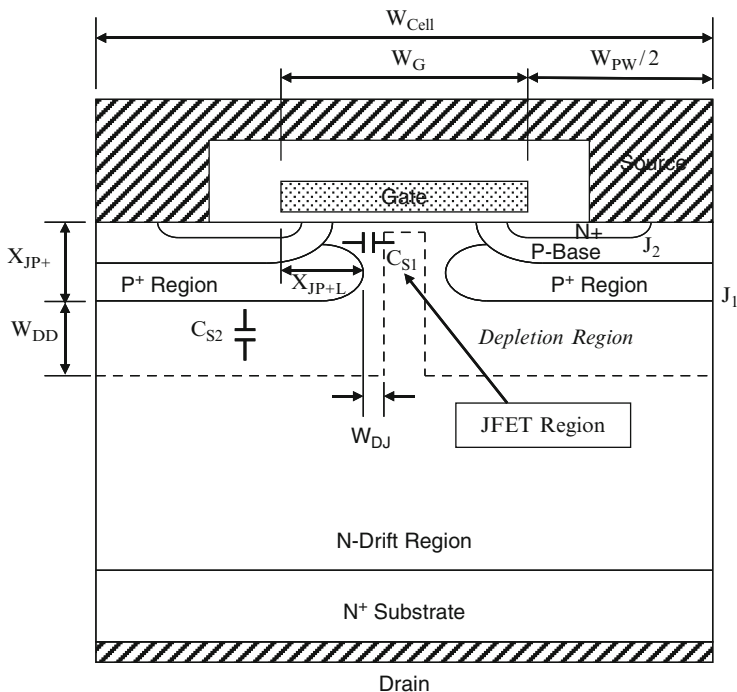 W_Cell
W_G
W_PW/2
Source
Gate
N+
P-Base
J_2
X_JP+
C_S1
P^+ Region
X_JP+L
P^+ Region
J_1
W_DD
C_S2
Depletion Region
JFET Region
W_DJ
N-Drift Region
N^+ Substrate
Drain